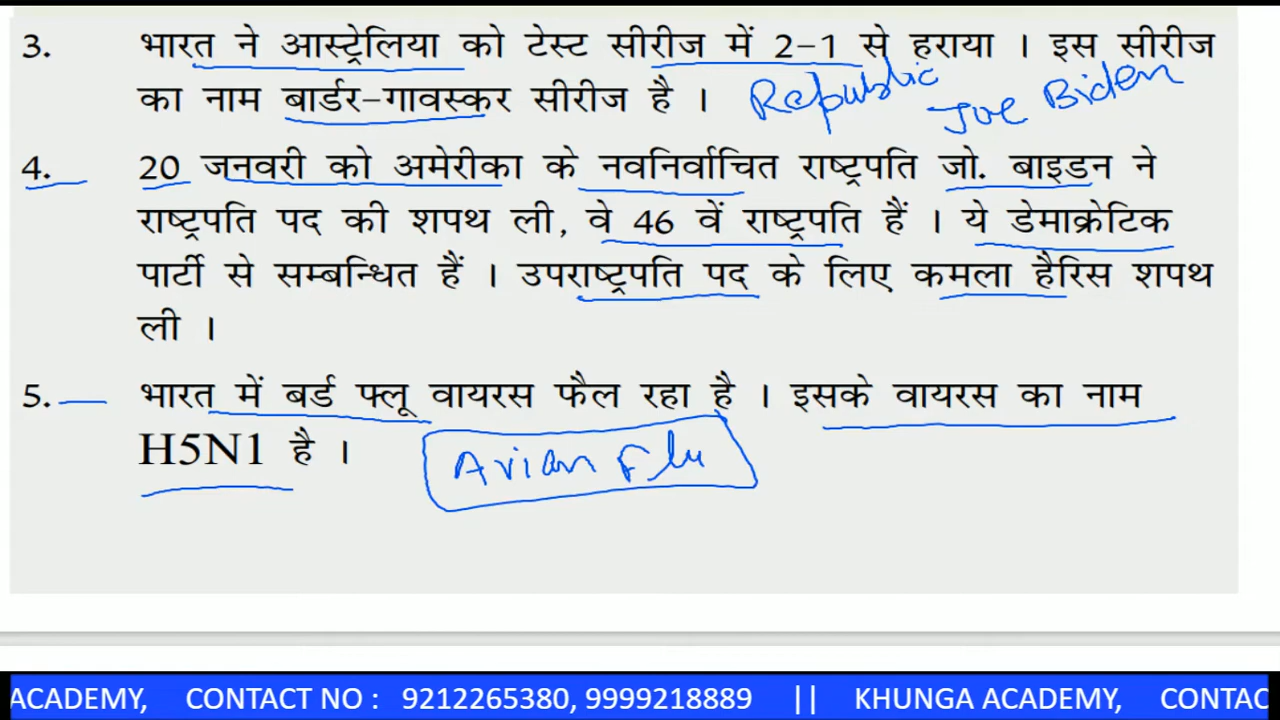 3. भारत ने आस्ट्रेलिया को टेस्ट सीरीज में 2-1 से हराया । इस सीरीज
का नाम बार्डर-गावस्कर सीरीज है ।
Republic Joe Biden
4. 20 जनवरी को अमेरीका के नवनिर्वाचित राष्ट्रपति जो. बाइडन ने
राष्ट्रपति पद की शपथ ली, वे 46 वें राष्ट्रपति हैं । ये डेमाक्रेटिक
पार्टी से सम्बन्धित हैं । उपराष्ट्रपति पद के लिए कमला हैरिस शपथ
ली ।
5. भारत में बर्ड फ्लू वायरस फैल रहा है । इसके वायरस का नाम
H5N1 है ।
Avian Flu
ACADEMY, CONTACT NO : 9212265380, 9999218889 || KHUNGA ACADEMY, CONTAC